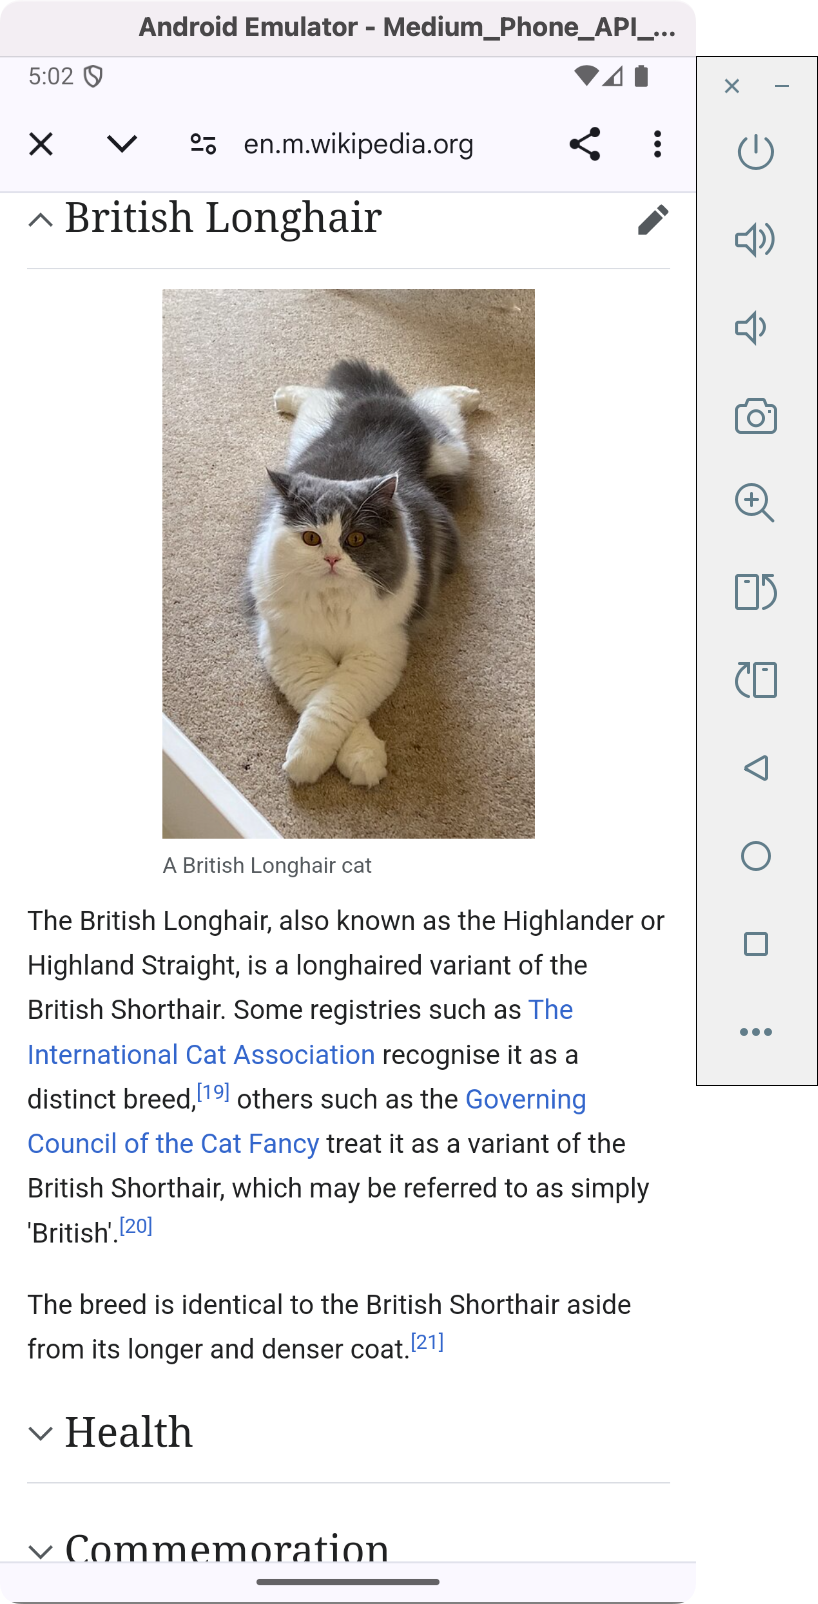 Android Emulator - Medium_Phone_API_...
5:02
en.m.wikipedia.org
British Longhair
A British Longhair cat
The British Longhair, also known as the Highlander or
Highland Straight, is a longhaired variant of the
British Shorthair. Some registries such as The
International Cat Association recognise it as a
distinct breed,[19] others such as the Governing
Council of the Cat Fancy treat it as a variant of the
British Shorthair, which may be referred to as simply
'British'.[20]
The breed is identical to the British Shorthair aside
from its longer and denser coat.[21]
Health
Commemoration